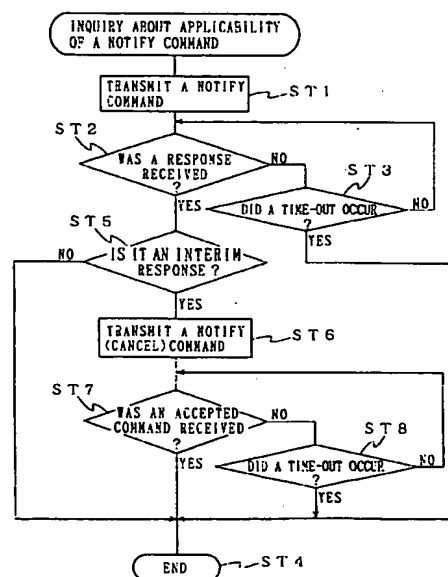 INQUIRY ABOUT APPLICABILITY
OF A NOTIFY COMMAND
TRANSMIT A NOTIFY
COMMAND
ST1
ST2
WAS A RESPONSE
RECEIVED
?
NO
YES
ST3
DID A TIME-OUT OCCUR
?
NO
YES
ST5
IS IT AN INTERIM
RESPONSE ?
NO
YES
TRANSMIT A NOTIFY
(CANCEL) COMMAND
ST6
ST7
WAS AN ACCEPTED
COMMAND RECEIVED
?
NO
YES
ST8
DID A TIME-OUT OCCUR
?
NO
YES
END
ST4